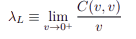 λ_L ≡ lim_{v→0⁺} C(v, v)/v